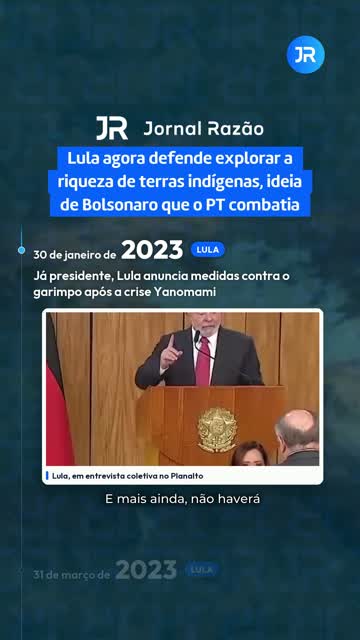 JR
JR Jornal Razão
Lula agora defende explorar a
riqueza de terras indígenas, ideia
de Bolsonaro que o PT combatia
30 de janeiro de 2023 LULA
Já presidente, Lula anuncia medidas contra o
garimpo após a crise Yanomami
Lula, em entrevista coletiva no Planalto
E mais ainda, não haverá
31 de março de 2023 LULA